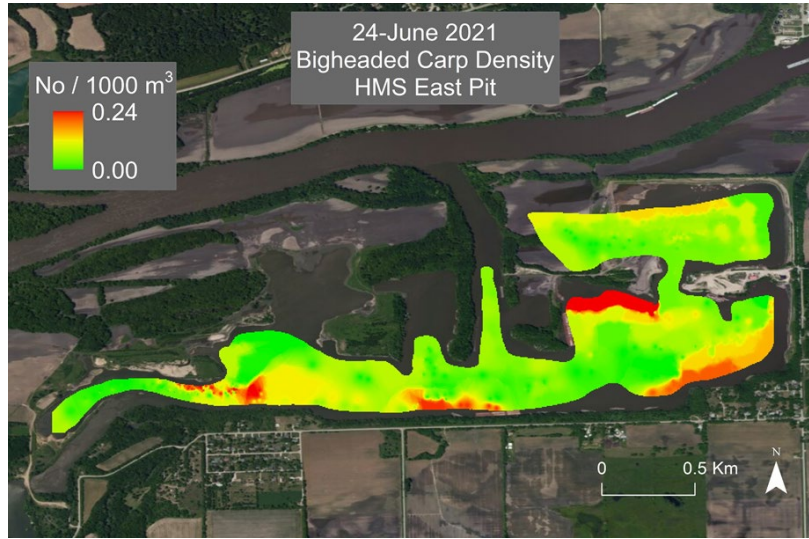 24-June 2021
Bigheaded Carp Density
HMS East Pit
No / 1000 m³
0.24
0.00
0
0.5 Km
N